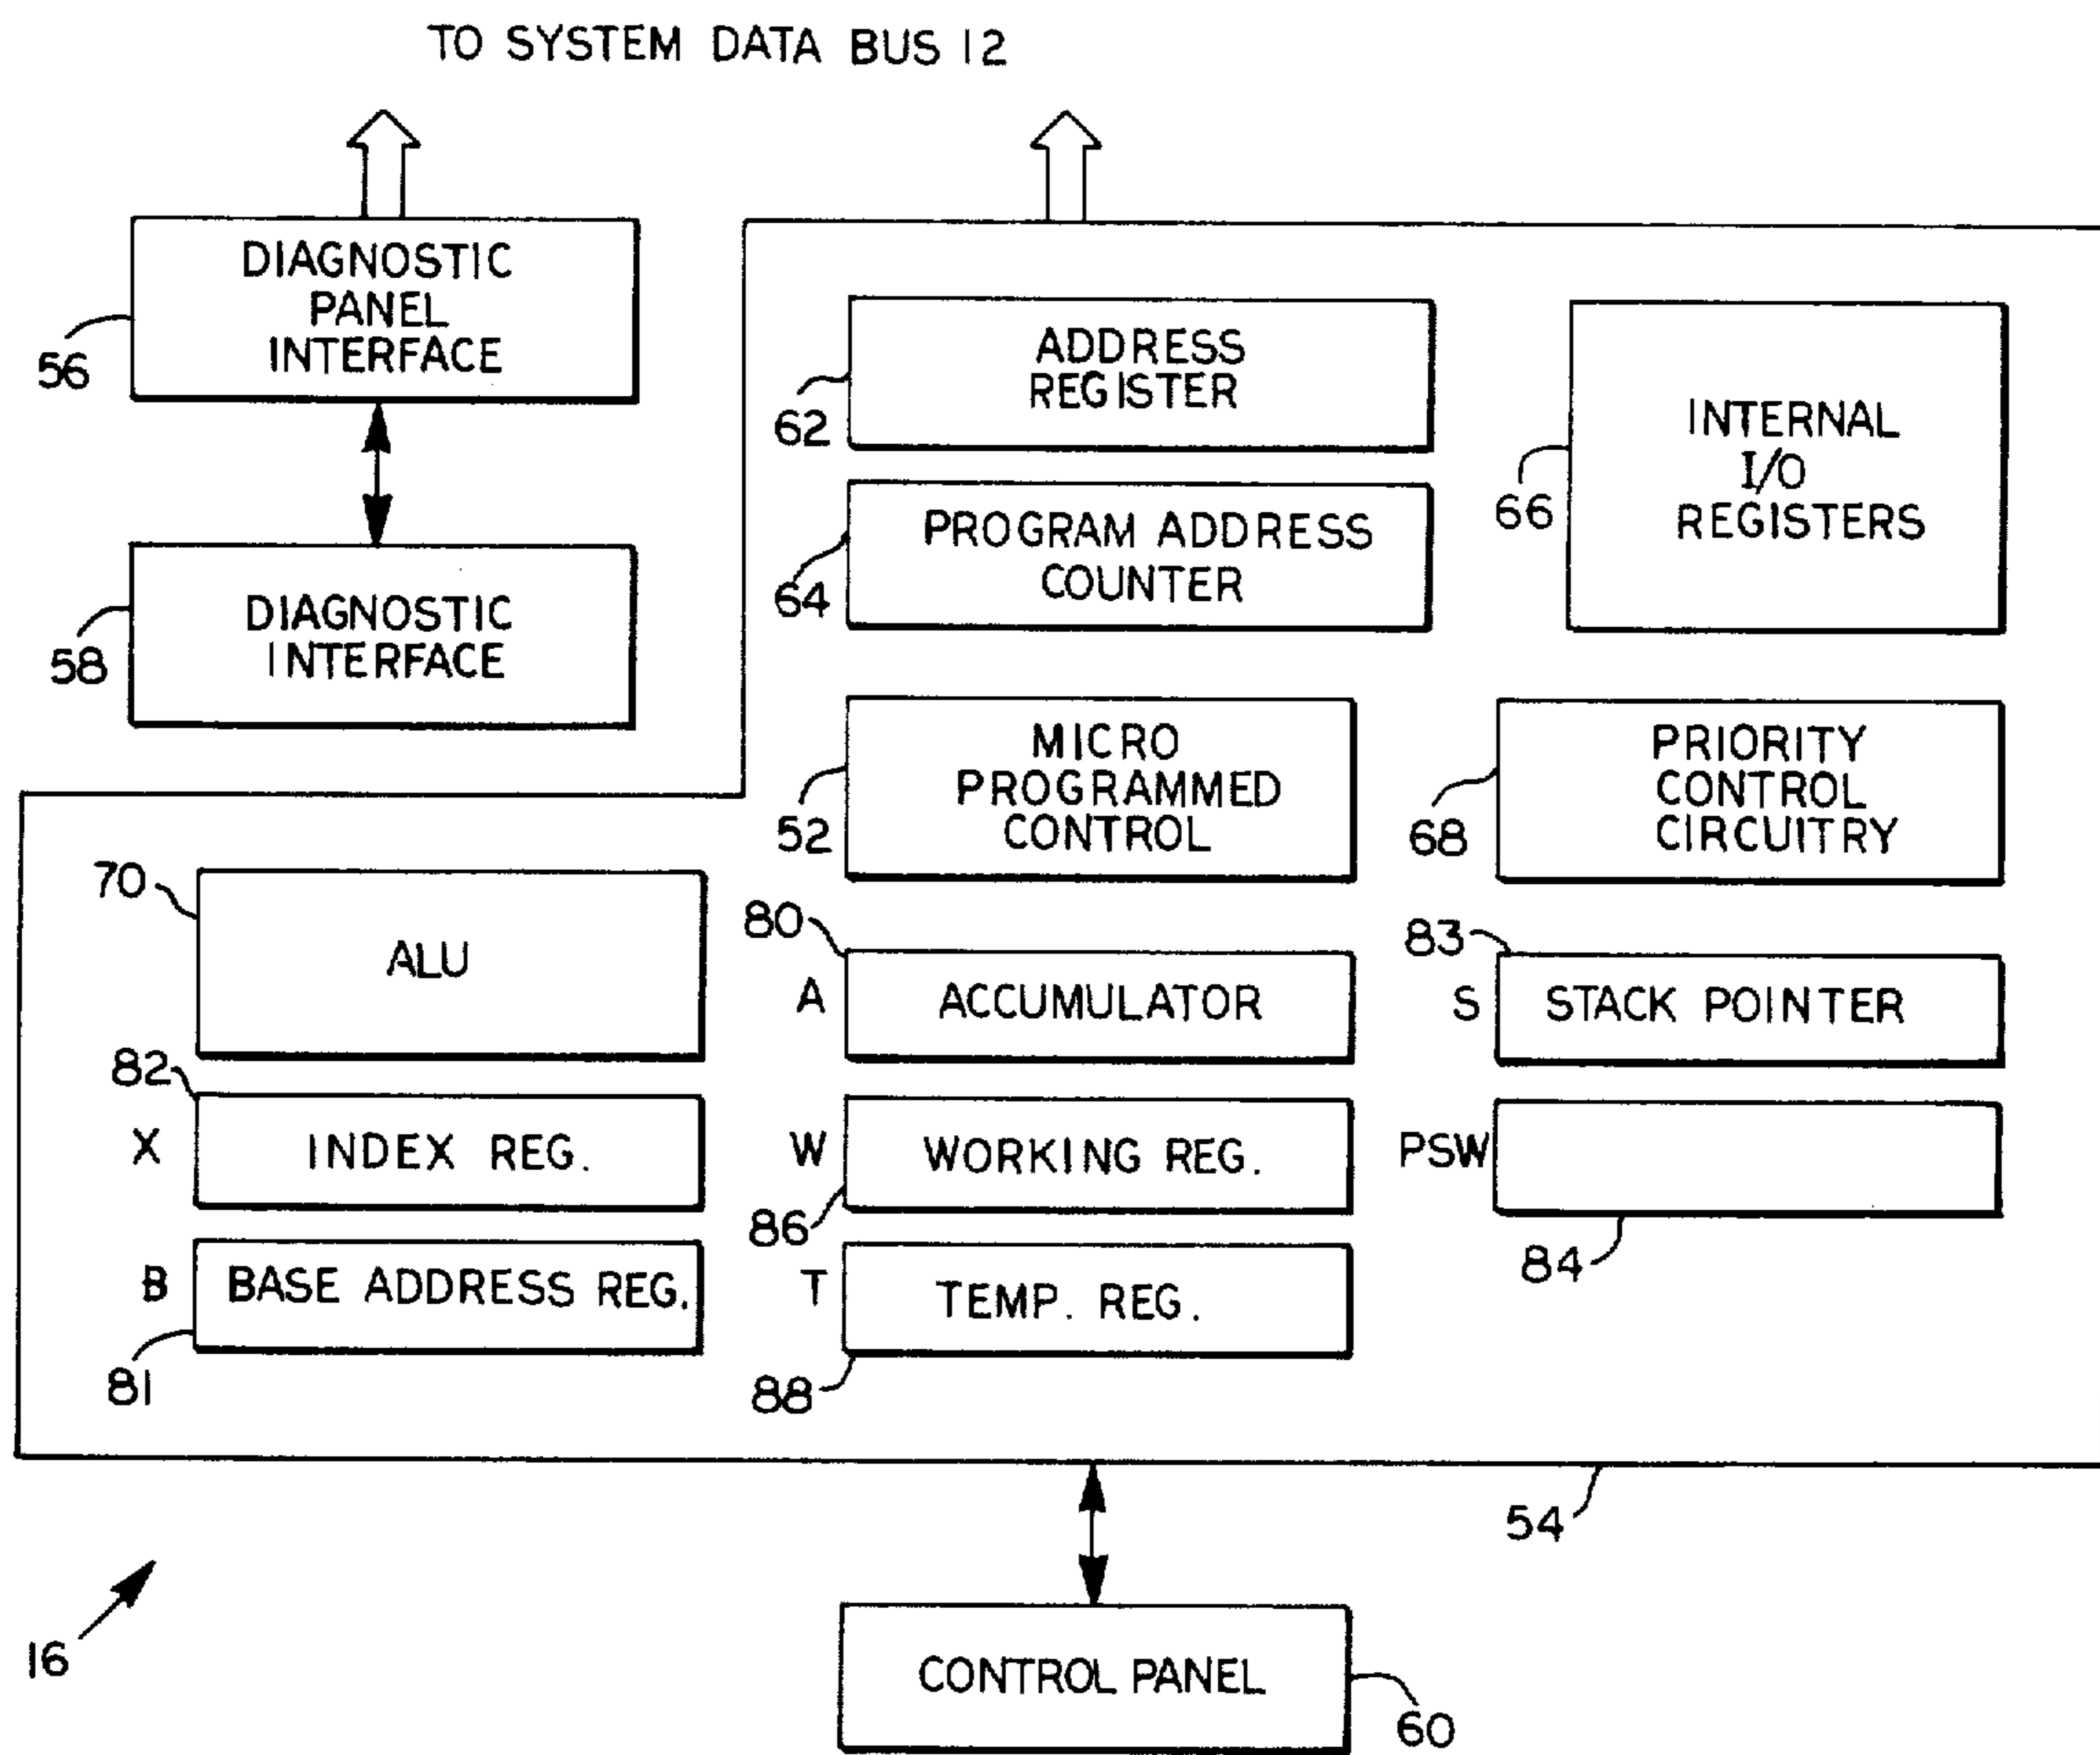 TO SYSTEM DATA BUS 12
DIAGNOSTIC
PANEL
INTERFACE
56
DIAGNOSTIC
INTERFACE
58
ADDRESS
REGISTER
62
PROGRAM ADDRESS
COUNTER
64
INTERNAL
I/O
REGISTERS
66
MICRO
PROGRAMMED
CONTROL
52
PRIORITY
CONTROL
CIRCUITRY
68
70
ALU
80
A ACCUMULATOR
83
S STACK POINTER
82
X INDEX REG.
W WORKING REG.
86
PSW
84
B BASE ADDRESS REG.
81
T TEMP. REG.
88
54
16
CONTROL PANEL
60